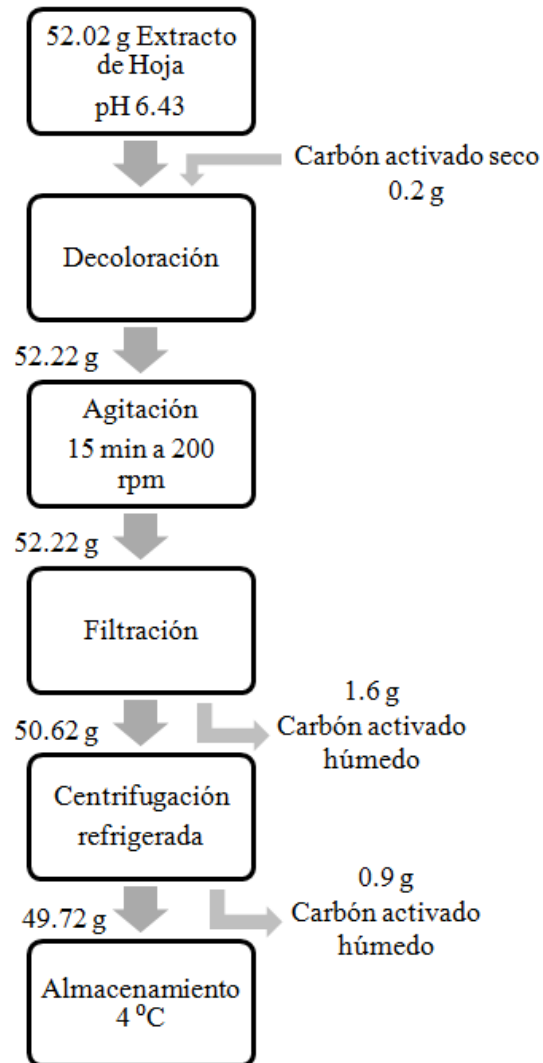 52.02 g Extracto
de Hoja
pH 6.43
Carbón activado seco
0.2 g
Decoloración
52.22 g
Agitación
15 min a 200
rpm
52.22 g
Filtración
1.6 g
Carbón activado
húmedo
50.62 g
Centrifugación
refrigerada
0.9 g
Carbón activado
húmedo
49.72 g
Almacenamiento
4 ⁰C